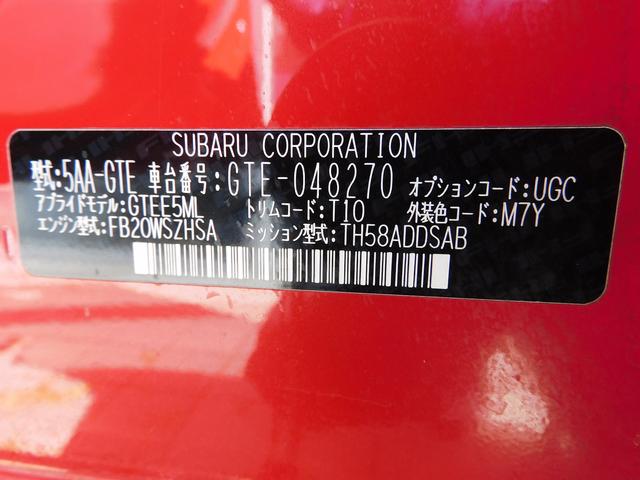 SUBARU CORPORATION
型式:5AA-GTE 車台番号:GTE-048270 オプションコード:UGC
アプライドモデル:GTEE5ML トリムコード:T10 外装色コード:M7Y
エンジン型式:FB20WSZHSA ミッション型式:TH58ADDSAB